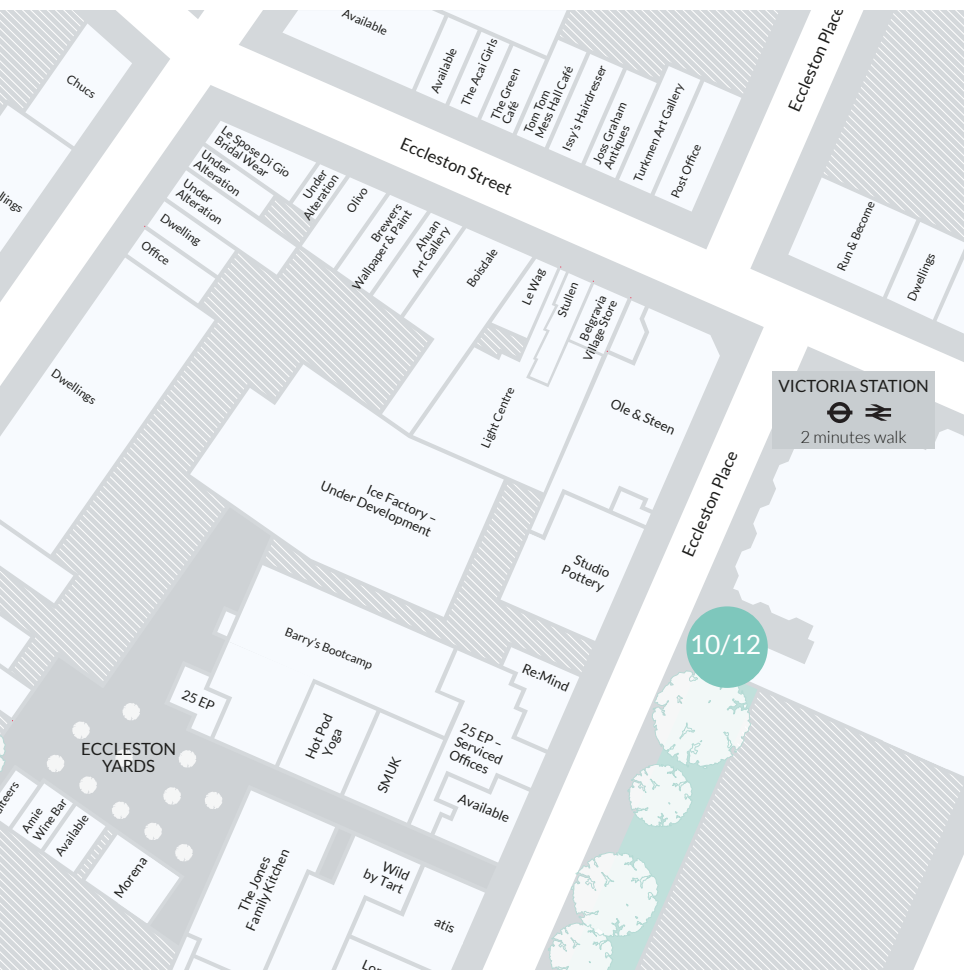 Available
Eccleston Place
Available
The Acai Girls
The Green
Café
Tom Tom
Mess Hall Café
Issy's Hairdresser
Joss Graham
Antiques
Turkmen Art Gallery
Post Office
Chucs
Eccleston Street
Le Spose Di Gio
Bridal Wear
Under
Alteration
Under
Alteration
Dwelling
Office
Under
Alteration
Olivo
Brewers
Wallpaper & Paint
Ahuan
Art Gallery
Boisdale
Le Wag
Stullen
Belgravia
Village Store
Run & Become
Dwellings
Dwellings
Light Centre
Ole & Steen
VICTORIA STATION
2 minutes walk
Eccleston Place
Ice Factory –
Under Development
Studio
Pottery
10/12
Barry's Bootcamp
Re:Mind
25 EP
Hot Pod
Yoga
SMUK
25 EP –
Serviced
Offices
Available
ECCLESTON
YARDS
Amie
Wine Bar
Available
Morena
The Jones
Family Kitchen
Wild
by Tart
atis